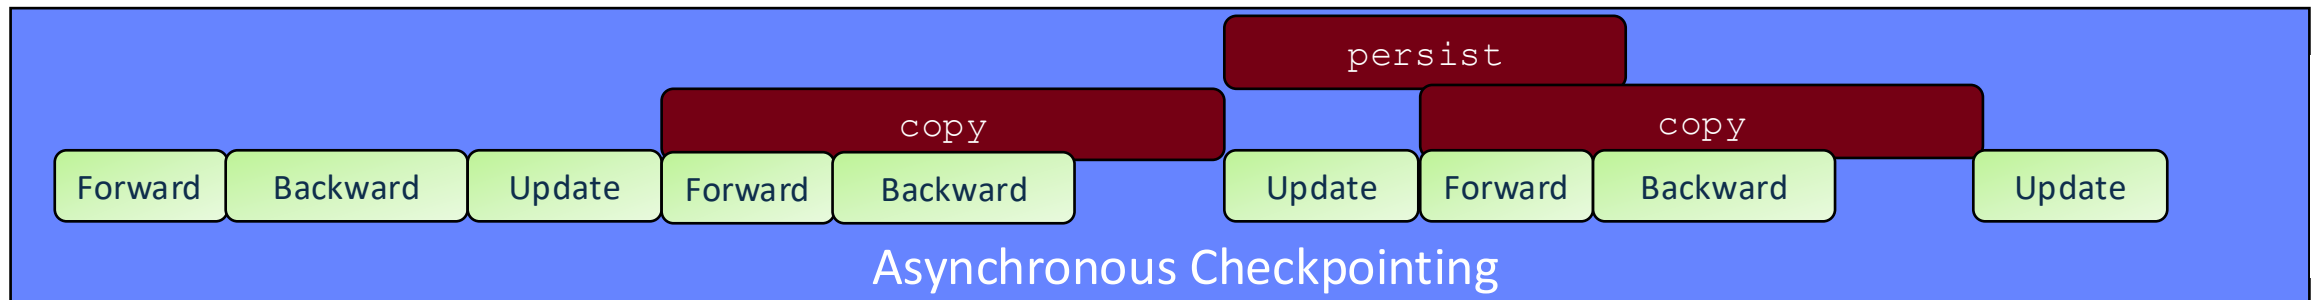 persist
copy
copy
Forward Backward Update Forward Backward Update Forward Backward Update
Asynchronous Checkpointing